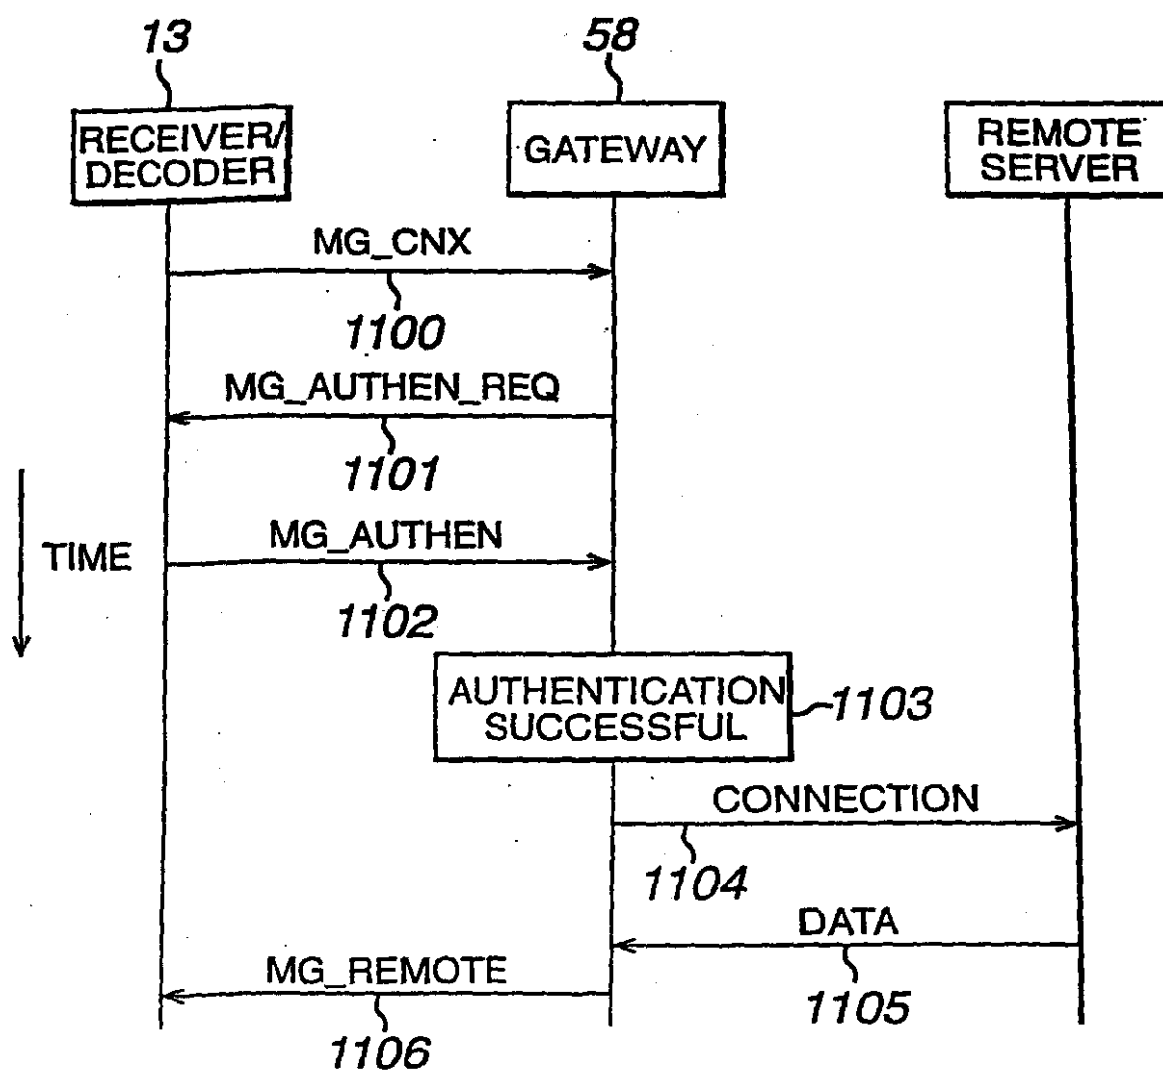 13
58
RECEIVER/
DECODER
GATEWAY
REMOTE
SERVER
MG_CNX
1100
MG_AUTHEN_REQ
1101
TIME
MG_AUTHEN
1102
AUTHENTICATION
SUCCESSFUL
1103
CONNECTION
1104
DATA
1105
MG_REMOTE
1106